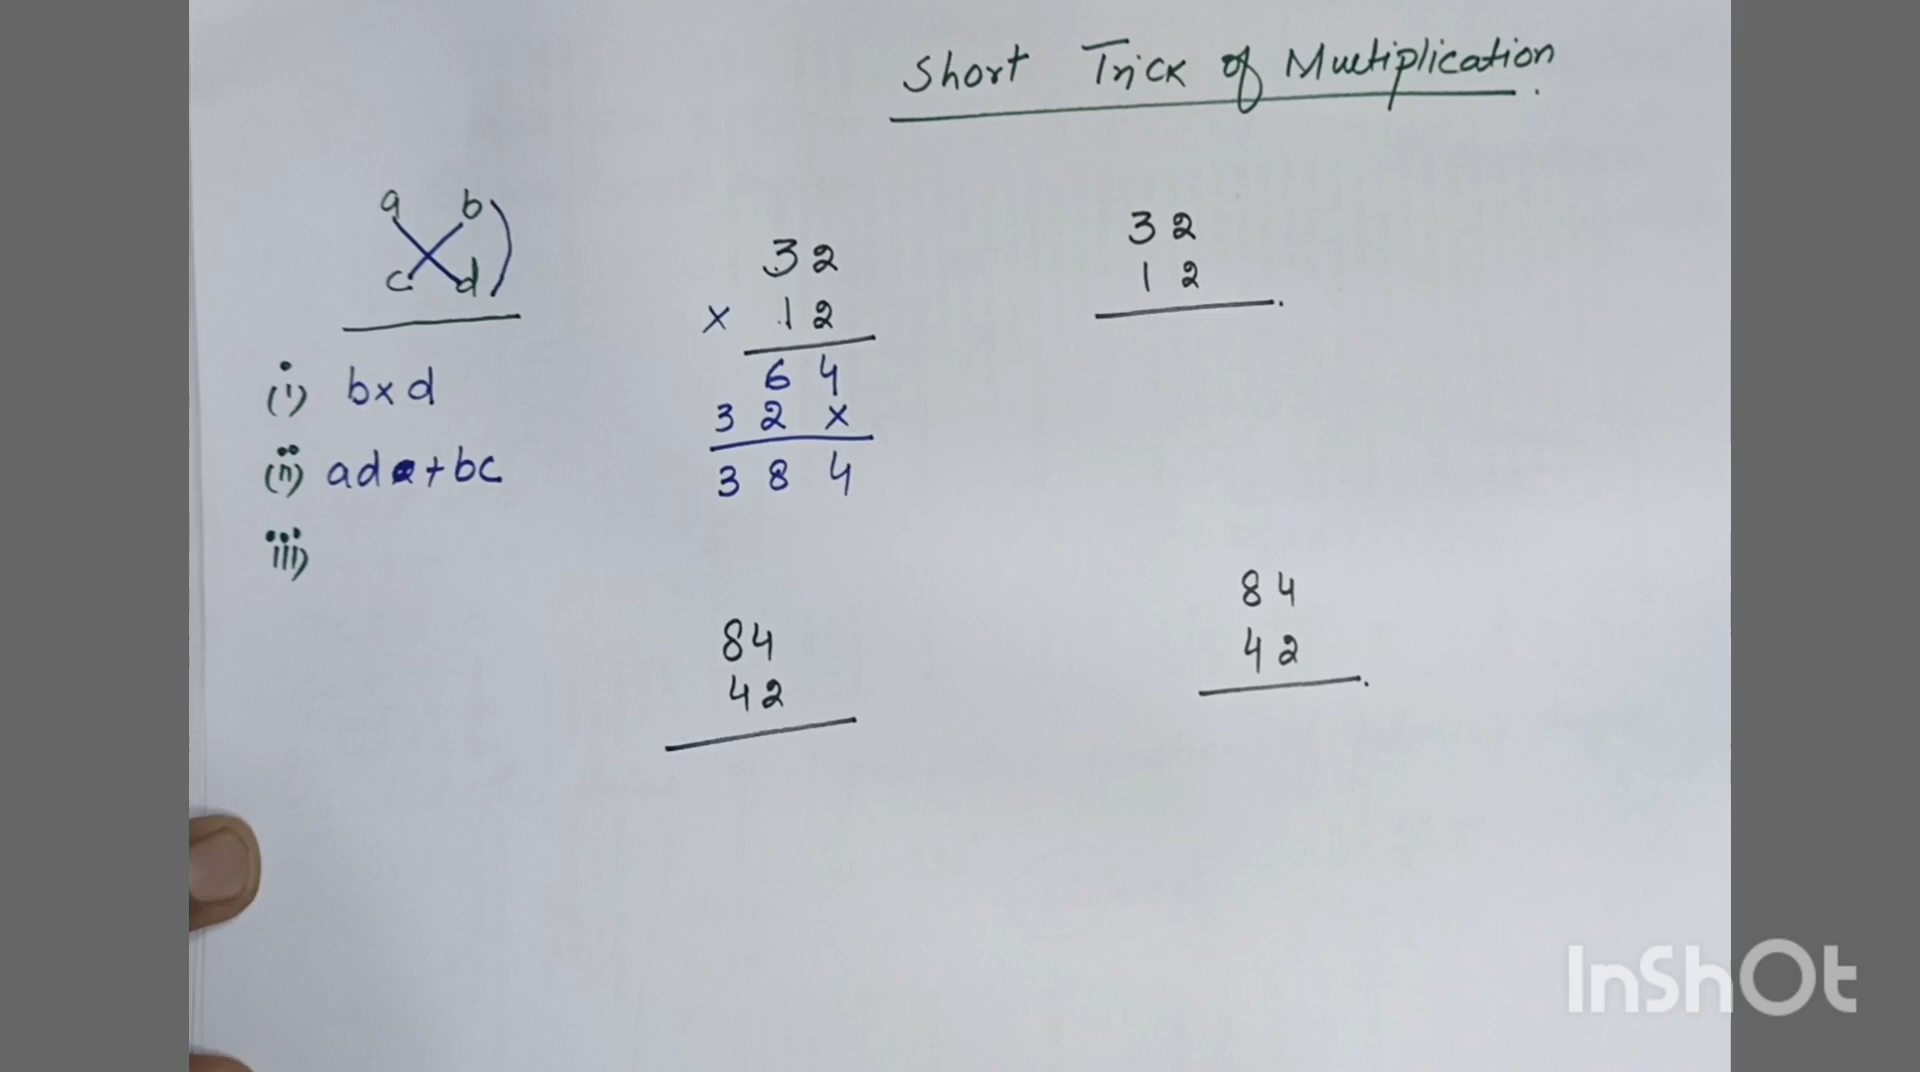 Short Trick of Multiplication.
a b
c d
(i) b×d
(ii) ad+bc
iii)
32
× 12
64
32×
384
32
12
84
42
84
42
InShOt